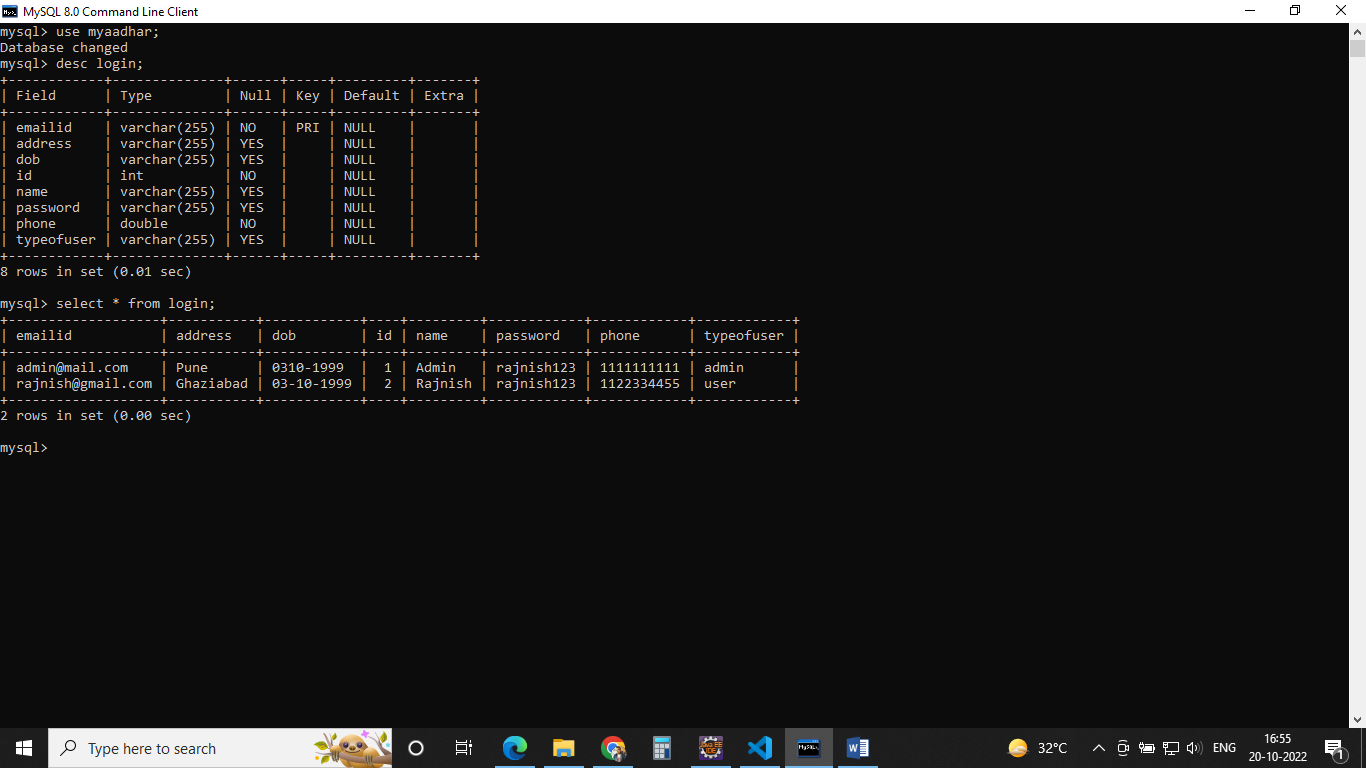 MySQL 8.0 Command Line Client
mysql> use myaadhar;
Database changed
mysql> desc login;
+------------+--------------+------+-----+---------+-------+
| Field      | Type         | Null | Key | Default | Extra |
+------------+--------------+------+-----+---------+-------+
| emailid    | varchar(255) | NO   | PRI | NULL    |       |
| address    | varchar(255) | YES  |     | NULL    |       |
| dob        | varchar(255) | YES  |     | NULL    |       |
| id         | int          | NO   |     | NULL    |       |
| name       | varchar(255) | YES  |     | NULL    |       |
| password   | varchar(255) | YES  |     | NULL    |       |
| phone      | double       | NO   |     | NULL    |       |
| typeofuser | varchar(255) | YES  |     | NULL    |       |
+------------+--------------+------+-----+---------+-------+
8 rows in set (0.01 sec)
mysql> select * from login;
+-------------------+-----------+------------+----+---------+------------+------------+------------+
| emailid           | address   | dob        | id | name    | password   | phone      | typeofuser |
+-------------------+-----------+------------+----+---------+------------+------------+------------+
| admin@mail.com    | Pune      | 0310-1999  |  1 | Admin   | rajnish123 | 1111111111 | admin      |
| rajnish@gmail.com | Ghaziabad | 03-10-1999 |  2 | Rajnish | rajnish123 | 1122334455 | user       |
+-------------------+-----------+------------+----+---------+------------+------------+------------+
2 rows in set (0.00 sec)
mysql>
Type here to search
32°C
ENG
16:55
20-10-2022
1